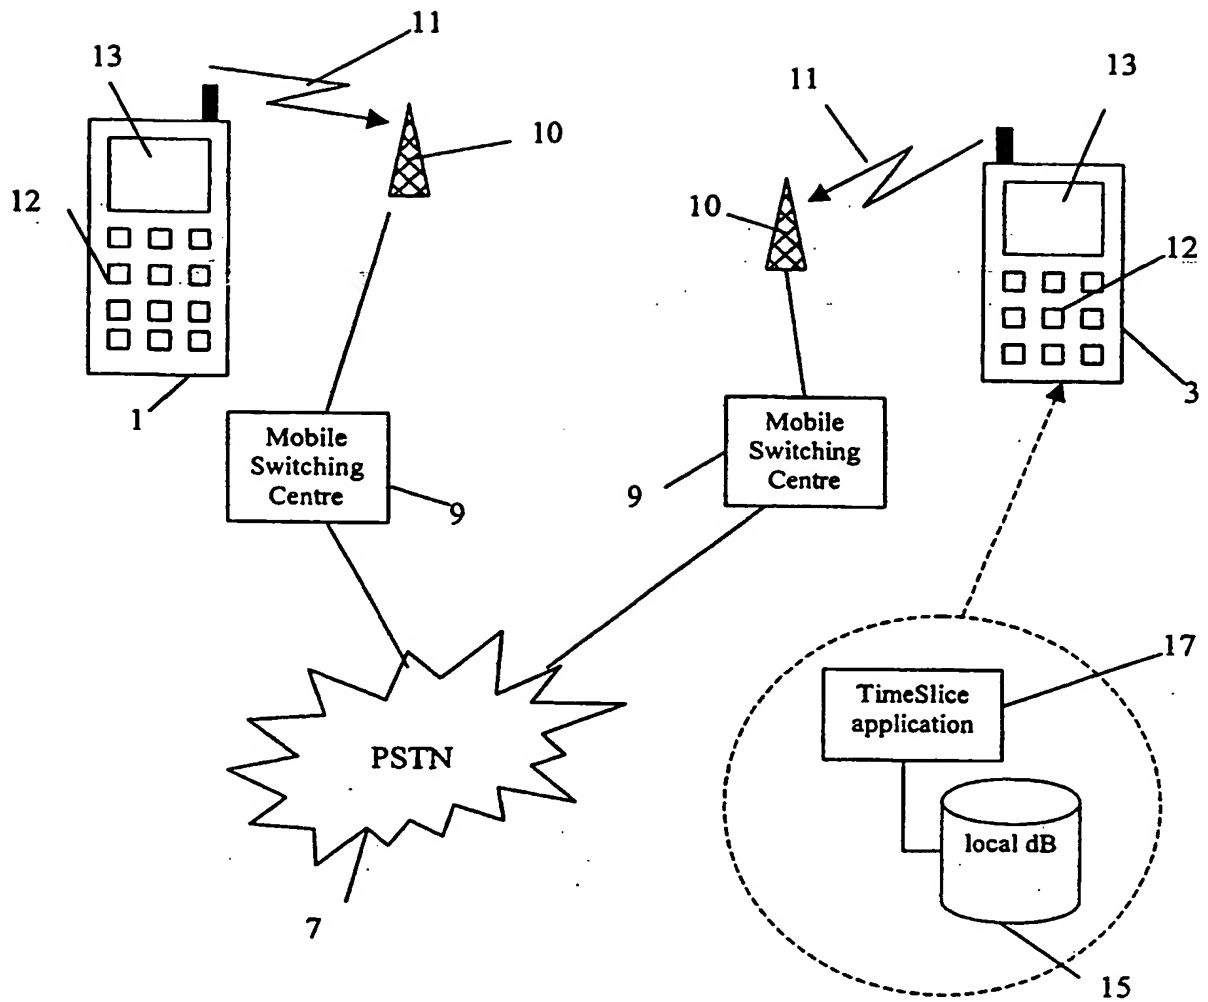 11
13
10
12
1
Mobile
Switching
Centre
9
11
13
10
12
3
Mobile
Switching
Centre
9
PSTN
7
17
TimeSlice
application
local dB
15